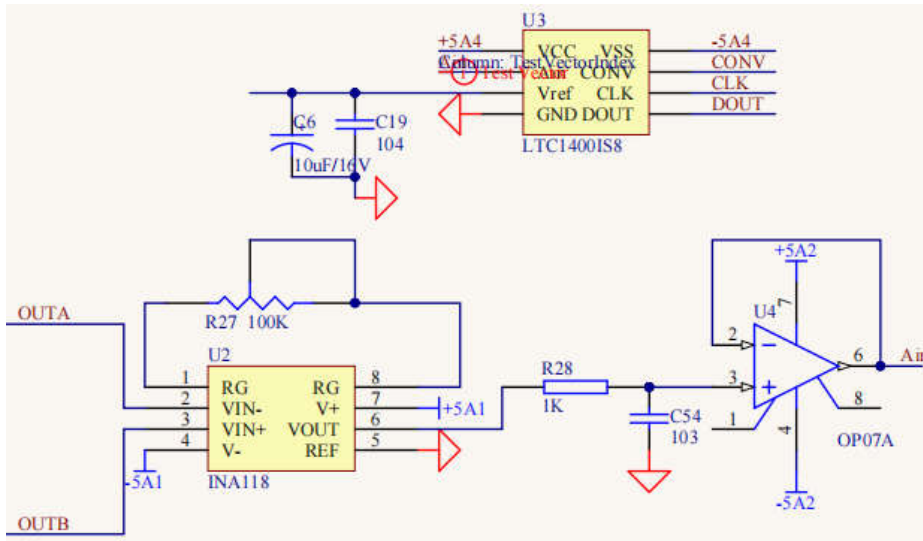 U3
+5A4
VCC VSS
-5A4
Column: TestVectorIndex
1 Test Vector
Ain CONV
CONV
Vref CLK
CLK
GND DOUT
DOUT
LTC1400IS8
C6
10uF/16V
C19
104
OUTA
R27 100K
U2
1 RG RG 8
2 VIN- V+ 7
+5A1
3 VIN+ VOUT 6
4 V- REF 5
-5A1
INA118
OUTB
R28
1K
C54
103
+5A2
U4
7
2
6
3
Ain
1
8
4
OP07A
-5A2